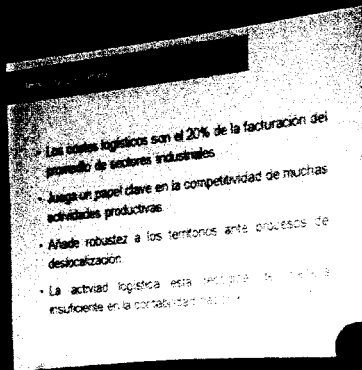 · Los costes logísticos son el 20% de la facturación del
promedio de sectores industriales
· Juega un papel clave en la competitividad de muchas
actividades productivas.
· Añade robustez a los territorios ante procesos de
deslocalización.
· La actividad logística esta
insuficiente en la contabilidad